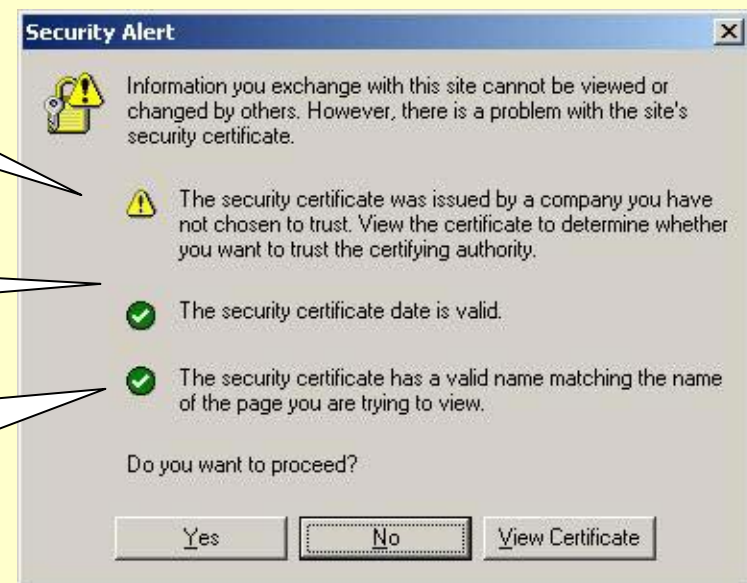 Security Alert
Information you exchange with this site cannot be viewed or
changed by others. However, there is a problem with the site's
security certificate.
The security certificate was issued by a company you have
not chosen to trust. View the certificate to determine whether
you want to trust the certifying authority.
The security certificate date is valid.
The security certificate has a valid name matching the name
of the page you are trying to view.
Do you want to proceed?
Yes No View Certificate